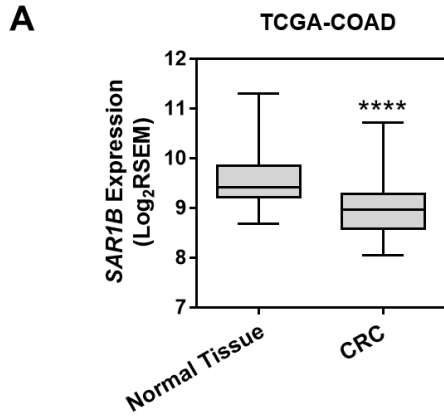 A
TCGA-COAD
SAR1B Expression
(Log₂RSEM)
12
11
10
9
8
7
****
Normal Tissue
CRC